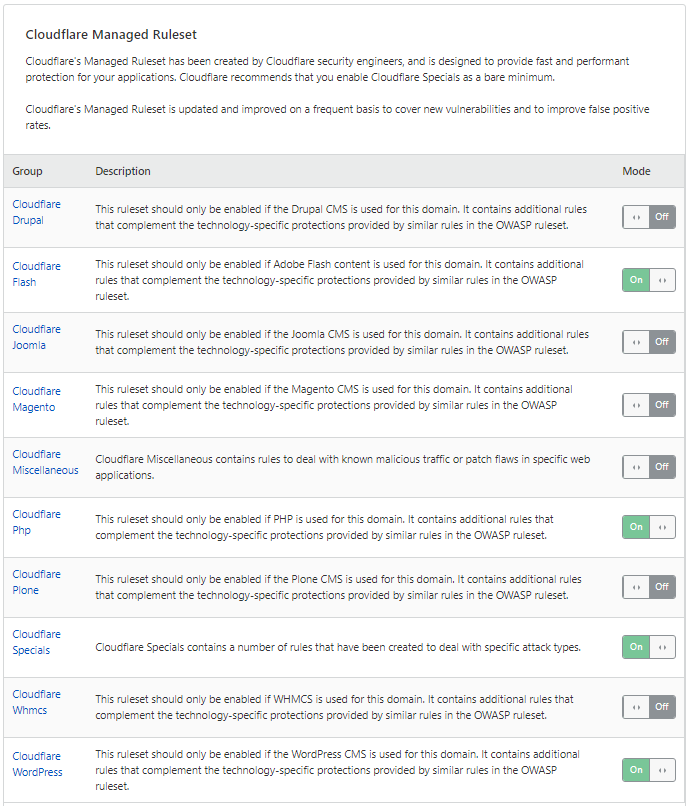 Cloudflare Managed Ruleset
Cloudflare's Managed Ruleset has been created by Cloudflare security engineers, and is designed to provide fast and performant
protection for your applications. Cloudflare recommends that you enable Cloudflare Specials as a bare minimum.
Cloudflare's Managed Ruleset is updated and improved on a frequent basis to cover new vulnerabilities and to improve false positive
rates.
Group Description Mode
Cloudflare
Drupal
This ruleset should only be enabled if the Drupal CMS is used for this domain. It contains additional rules
that complement the technology-specific protections provided by similar rules in the OWASP ruleset.
Off
Cloudflare
Flash
This ruleset should only be enabled if Adobe Flash content is used for this domain. It contains additional
rules that complement the technology-specific protections provided by similar rules in the OWASP
ruleset.
On
Cloudflare
Joomla
This ruleset should only be enabled if the Joomla CMS is used for this domain. It contains additional rules
that complement the technology-specific protections provided by similar rules in the OWASP ruleset.
Off
Cloudflare
Magento
This ruleset should only be enabled if the Magento CMS is used for this domain. It contains additional
rules that complement the technology-specific protections provided by similar rules in the OWASP
ruleset.
Off
Cloudflare
Miscellaneous
Cloudflare Miscellaneous contains rules to deal with known malicious traffic or patch flaws in specific web
applications.
Off
Cloudflare
Php
This ruleset should only be enabled if PHP is used for this domain. It contains additional rules that
complement the technology-specific protections provided by similar rules in the OWASP ruleset.
On
Cloudflare
Plone
This ruleset should only be enabled if the Plone CMS is used for this domain. It contains additional rules
that complement the technology-specific protections provided by similar rules in the OWASP ruleset.
Off
Cloudflare
Specials
Cloudflare Specials contains a number of rules that have been created to deal with specific attack types.
On
Cloudflare
Whmcs
This ruleset should only be enabled if WHMCS is used for this domain. It contains additional rules that
complement the technology-specific protections provided by similar rules in the OWASP ruleset.
Off
Cloudflare
WordPress
This ruleset should only be enabled if the WordPress CMS is used for this domain. It contains additional
rules that complement the technology-specific protections provided by similar rules in the OWASP
ruleset.
On